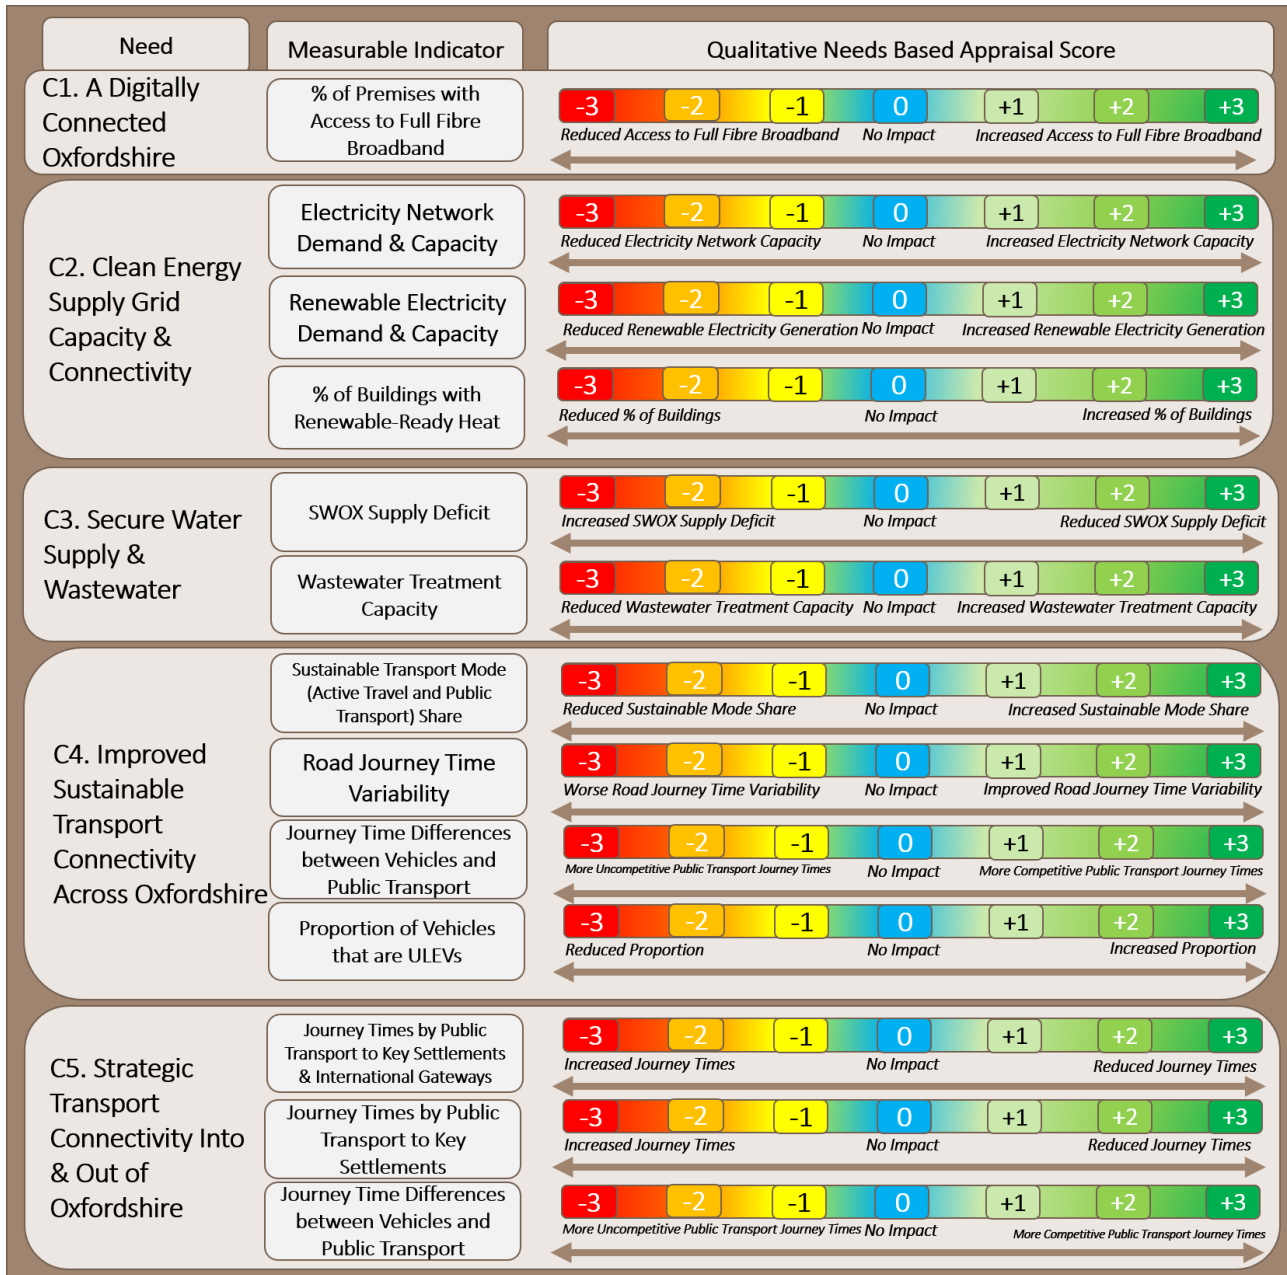 Need
Measurable Indicator
Qualitative Needs Based Appraisal Score
C1. A Digitally
Connected
Oxfordshire
% of Premises with
Access to Full Fibre
Broadband
-3 -2 -1 0 +1 +2 +3
Reduced Access to Full Fibre Broadband No Impact Increased Access to Full Fibre Broadband
C2. Clean Energy
Supply Grid
Capacity &
Connectivity
Electricity Network
Demand & Capacity
-3 -2 -1 0 +1 +2 +3
Reduced Electricity Network Capacity No Impact Increased Electricity Network Capacity
Renewable Electricity
Demand & Capacity
-3 -2 -1 0 +1 +2 +3
Reduced Renewable Electricity Generation No Impact Increased Renewable Electricity Generation
% of Buildings with
Renewable-Ready Heat
-3 -2 -1 0 +1 +2 +3
Reduced % of Buildings No Impact Increased % of Buildings
C3. Secure Water
Supply &
Wastewater
SWOX Supply Deficit
-3 -2 -1 0 +1 +2 +3
Increased SWOX Supply Deficit No Impact Reduced SWOX Supply Deficit
Wastewater Treatment
Capacity
-3 -2 -1 0 +1 +2 +3
Reduced Wastewater Treatment Capacity No Impact Increased Wastewater Treatment Capacity
C4. Improved
Sustainable
Transport
Connectivity
Across Oxfordshire
Sustainable Transport Mode
(Active Travel and Public
Transport) Share
-3 -2 -1 0 +1 +2 +3
Reduced Sustainable Mode Share No Impact Increased Sustainable Mode Share
Road Journey Time
Variability
-3 -2 -1 0 +1 +2 +3
Worse Road Journey Time Variability No Impact Improved Road Journey Time Variability
Journey Time Differences
between Vehicles and
Public Transport
-3 -2 -1 0 +1 +2 +3
More Uncompetitive Public Transport Journey Times No Impact More Competitive Public Transport Journey Times
Proportion of Vehicles
that are ULEVs
-3 -2 -1 0 +1 +2 +3
Reduced Proportion No Impact Increased Proportion
C5. Strategic
Transport
Connectivity Into
& Out of
Oxfordshire
Journey Times by Public
Transport to Key Settlements
& International Gateways
-3 -2 -1 0 +1 +2 +3
Increased Journey Times No Impact Reduced Journey Times
Journey Times by Public
Transport to Key
Settlements
-3 -2 -1 0 +1 +2 +3
Increased Journey Times No Impact Reduced Journey Times
Journey Time Differences
between Vehicles and
Public Transport
-3 -2 -1 0 +1 +2 +3
More Uncompetitive Public Transport Journey Times No Impact More Competitive Public Transport Journey Times